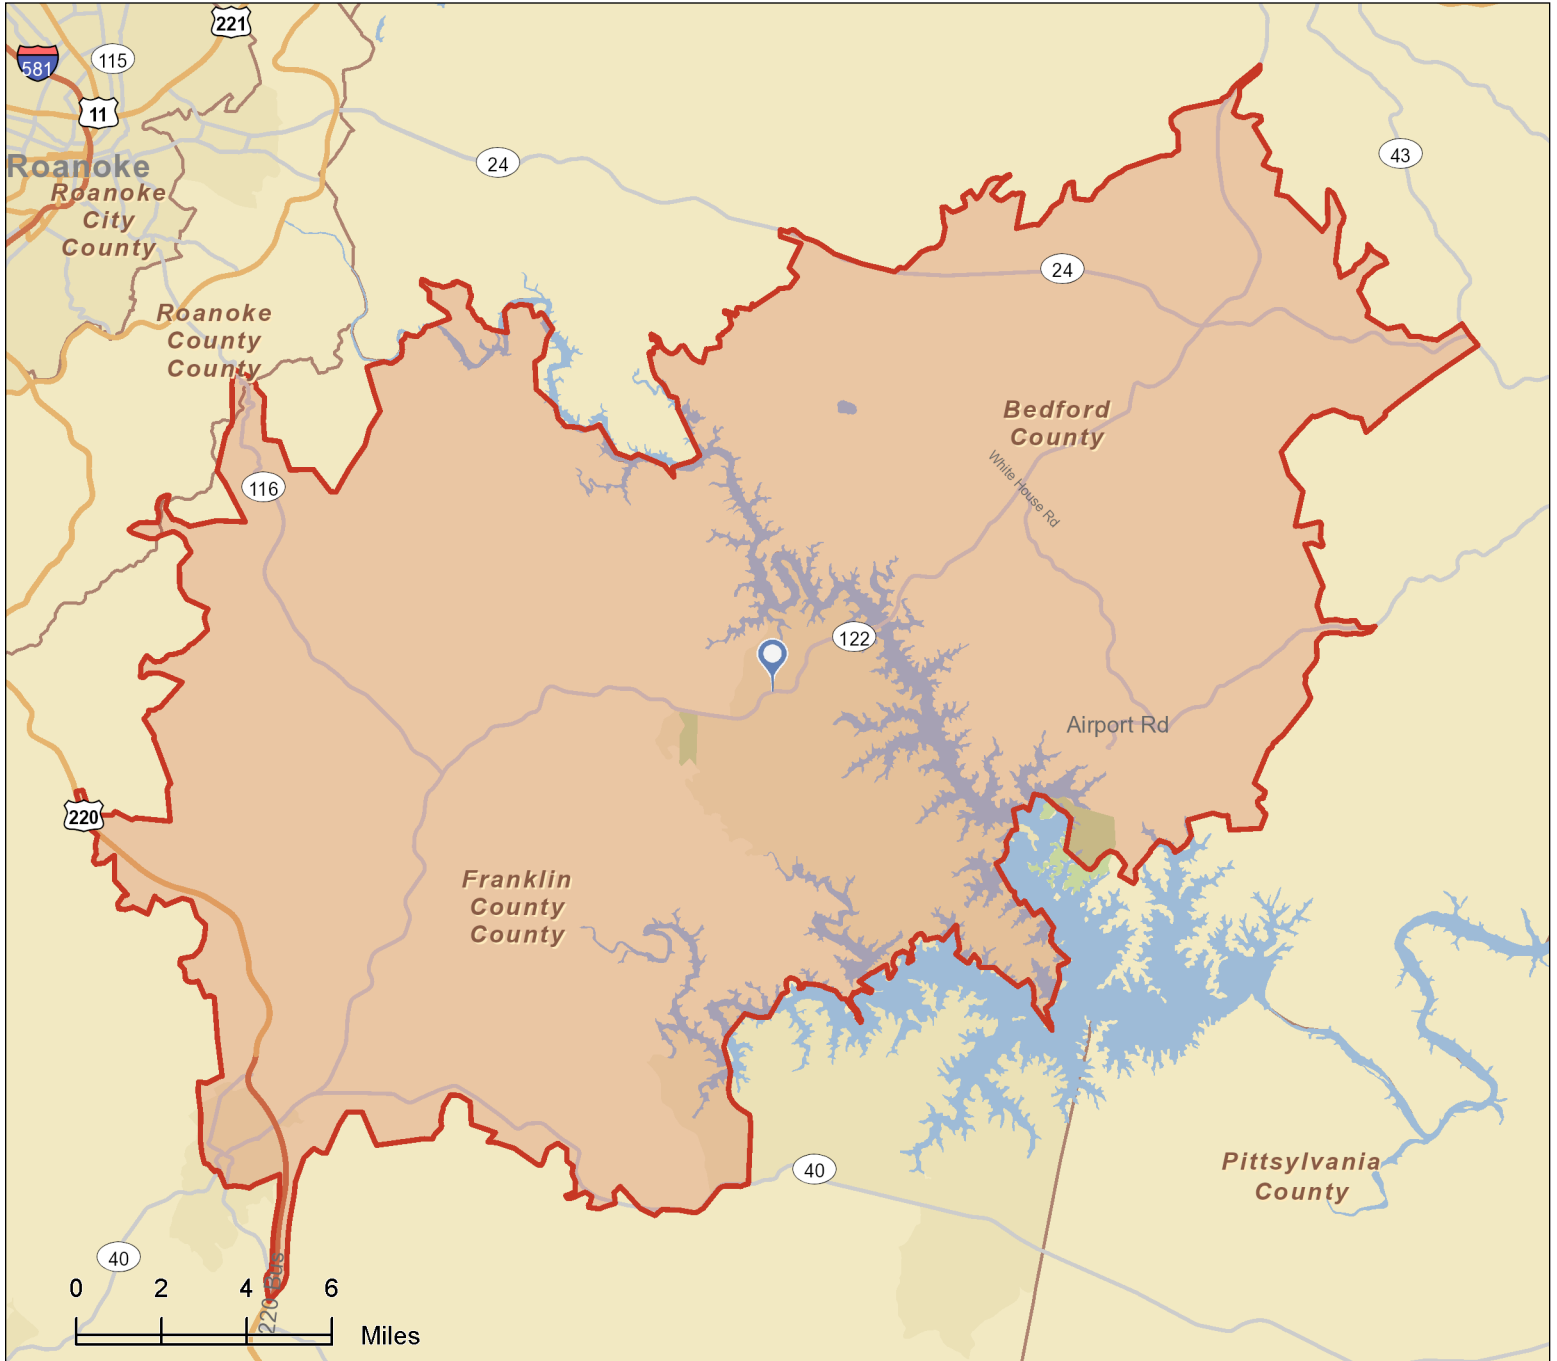 221
115
581
11
Roanoke
Roanoke
City
County
24
43
24
Roanoke
County
County
Bedford
County
White House Rd
116
122
Airport Rd
220
Franklin
County
County
40
Pittsylvania
County
40
220 Bus
0 2 4 6
Miles